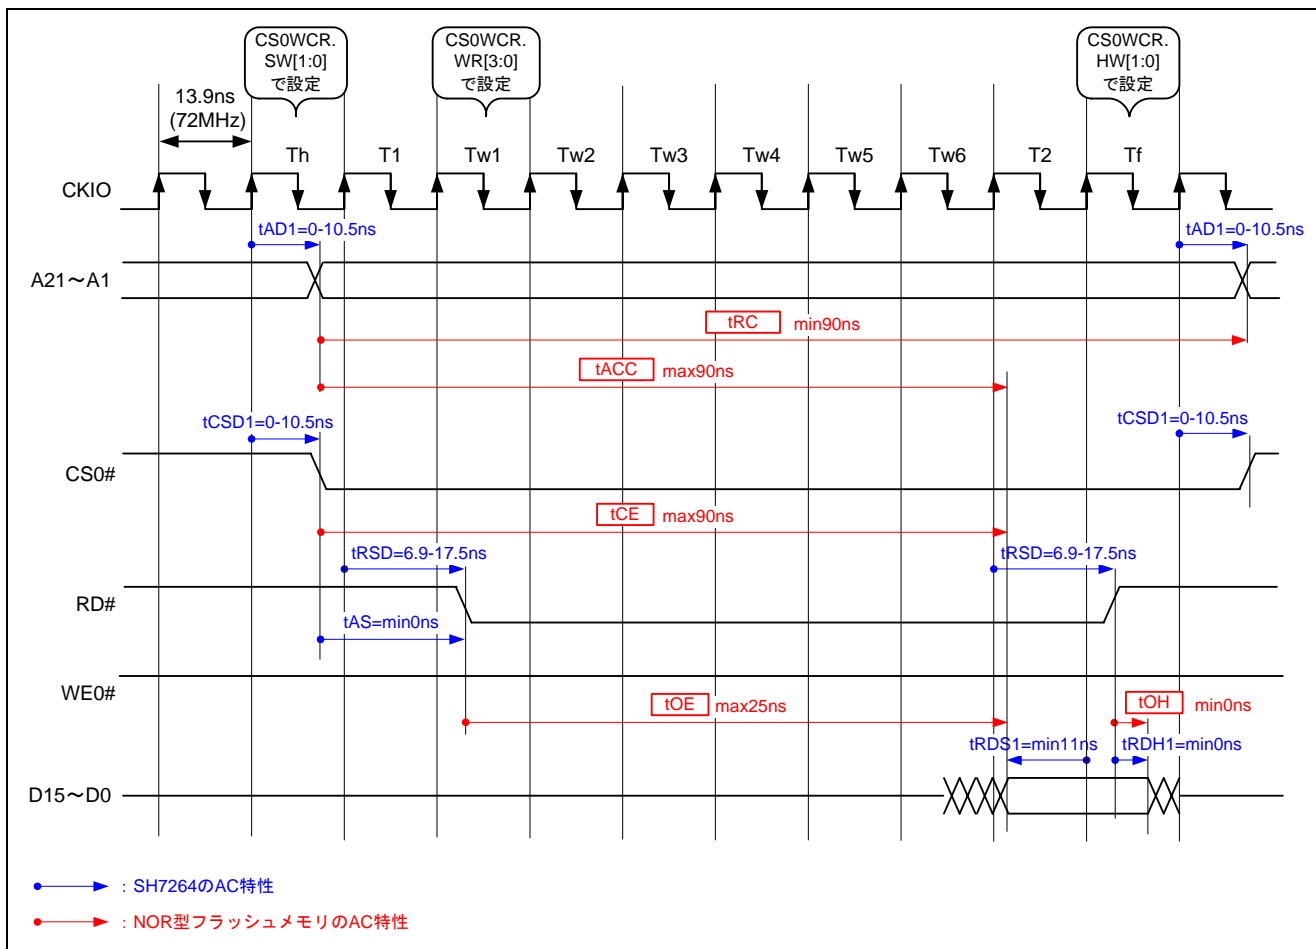 CS0WCR.
SW[1:0]
で設定
CS0WCR.
WR[3:0]
で設定
CS0WCR.
HW[1:0]
で設定
13.9ns
(72MHz)
Th T1 Tw1 Tw2 Tw3 Tw4 Tw5 Tw6 T2 Tf
CKIO
tAD1=0-10.5ns tAD1=0-10.5ns
A21～A1
tRC min90ns
tACC max90ns
tCSD1=0-10.5ns tCSD1=0-10.5ns
CS0#
tCE max90ns
tRSD=6.9-17.5ns tRSD=6.9-17.5ns
RD#
tAS=min0ns
WE0#
tOE max25ns tOH min0ns
tRDS1=min11ns tRDH1=min0ns
D15～D0
: SH7264のAC特性
: NOR型フラッシュメモリのAC特性